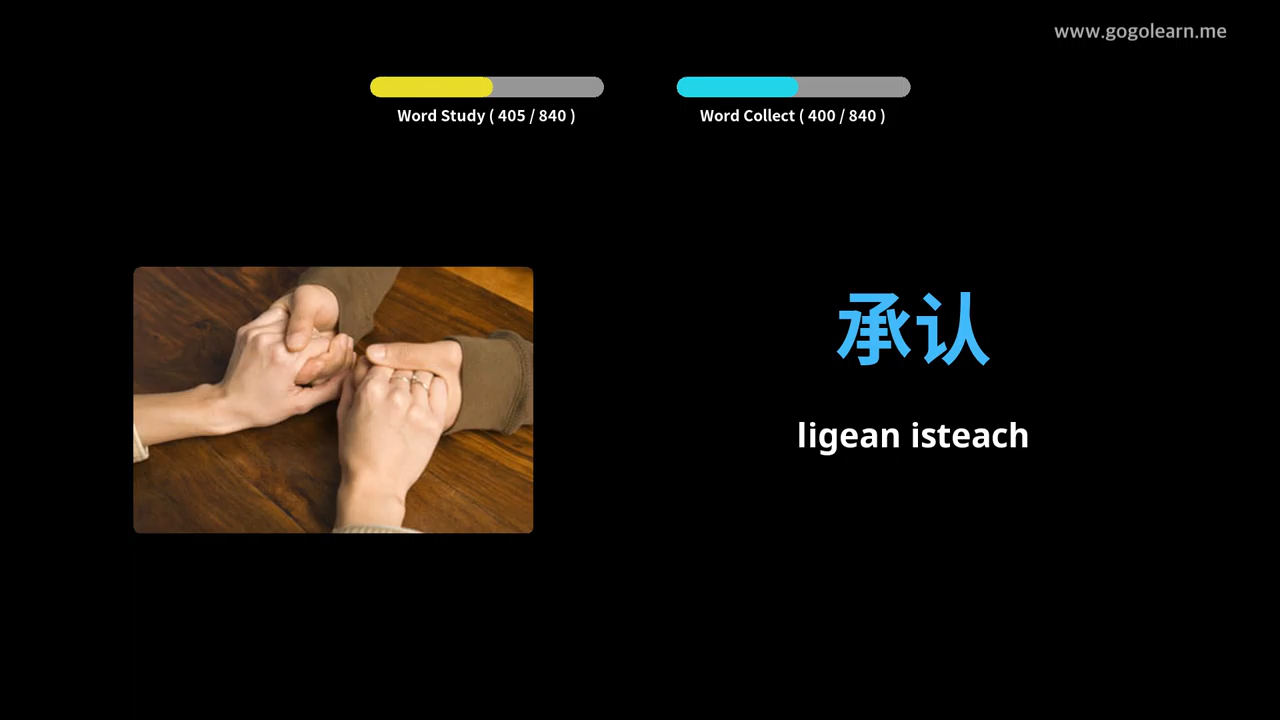 www.gogolearn.me
Word Study ( 405 / 840 )
Word Collect ( 400 / 840 )
承认
ligean isteach